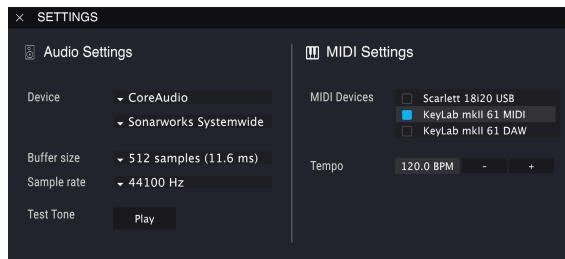 × SETTINGS
Audio Settings
Device
CoreAudio
Sonarworks Systemwide
Buffer size
512 samples (11.6 ms)
Sample rate
44100 Hz
Test Tone
Play
MIDI Settings
MIDI Devices
Scarlett 18i20 USB
KeyLab mkII 61 MIDI
KeyLab mkII 61 DAW
Tempo
120.0 BPM - +